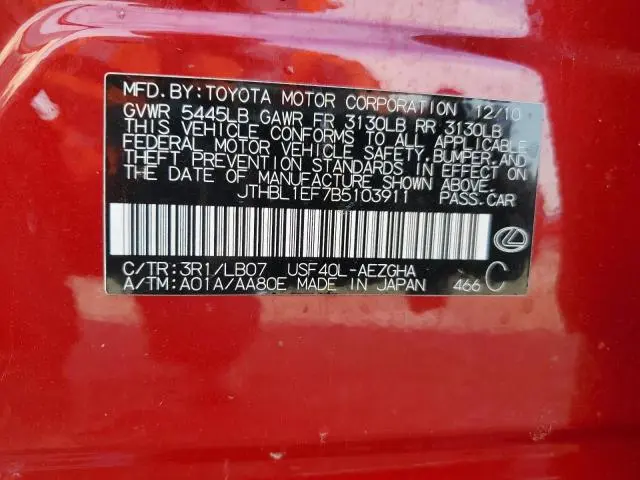 MFD. BY: TOYOTA MOTOR CORPORATION 12/10
GVWR 5445LB GAWR FR 3130LB RR 3130LB
THIS VEHICLE CONFORMS TO ALL APPLICABLE
FEDERAL MOTOR VEHICLE SAFETY, BUMPER, AND
THEFT PREVENTION STANDARDS IN EFFECT ON
THE DATE OF MANUFACTURE SHOWN ABOVE.
JTHBL1EF7B5103911 PASS.CAR
C/TR: 3R1/LB07 USF40L-AEZGHA C
A/TM: A01A/AA80E MADE IN JAPAN 466